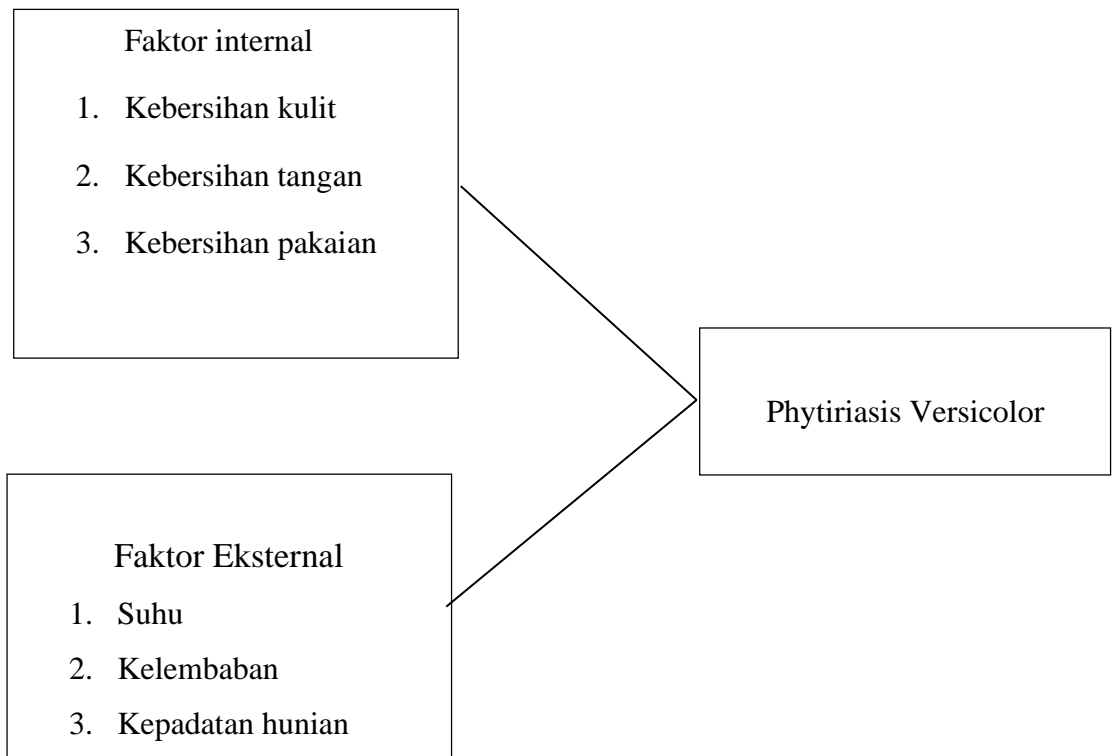 Faktor internal
1. Kebersihan kulit
2. Kebersihan tangan
3. Kebersihan pakaian
Phytiriasis Versicolor
Faktor Eksternal
1. Suhu
2. Kelembaban
3. Kepadatan hunian